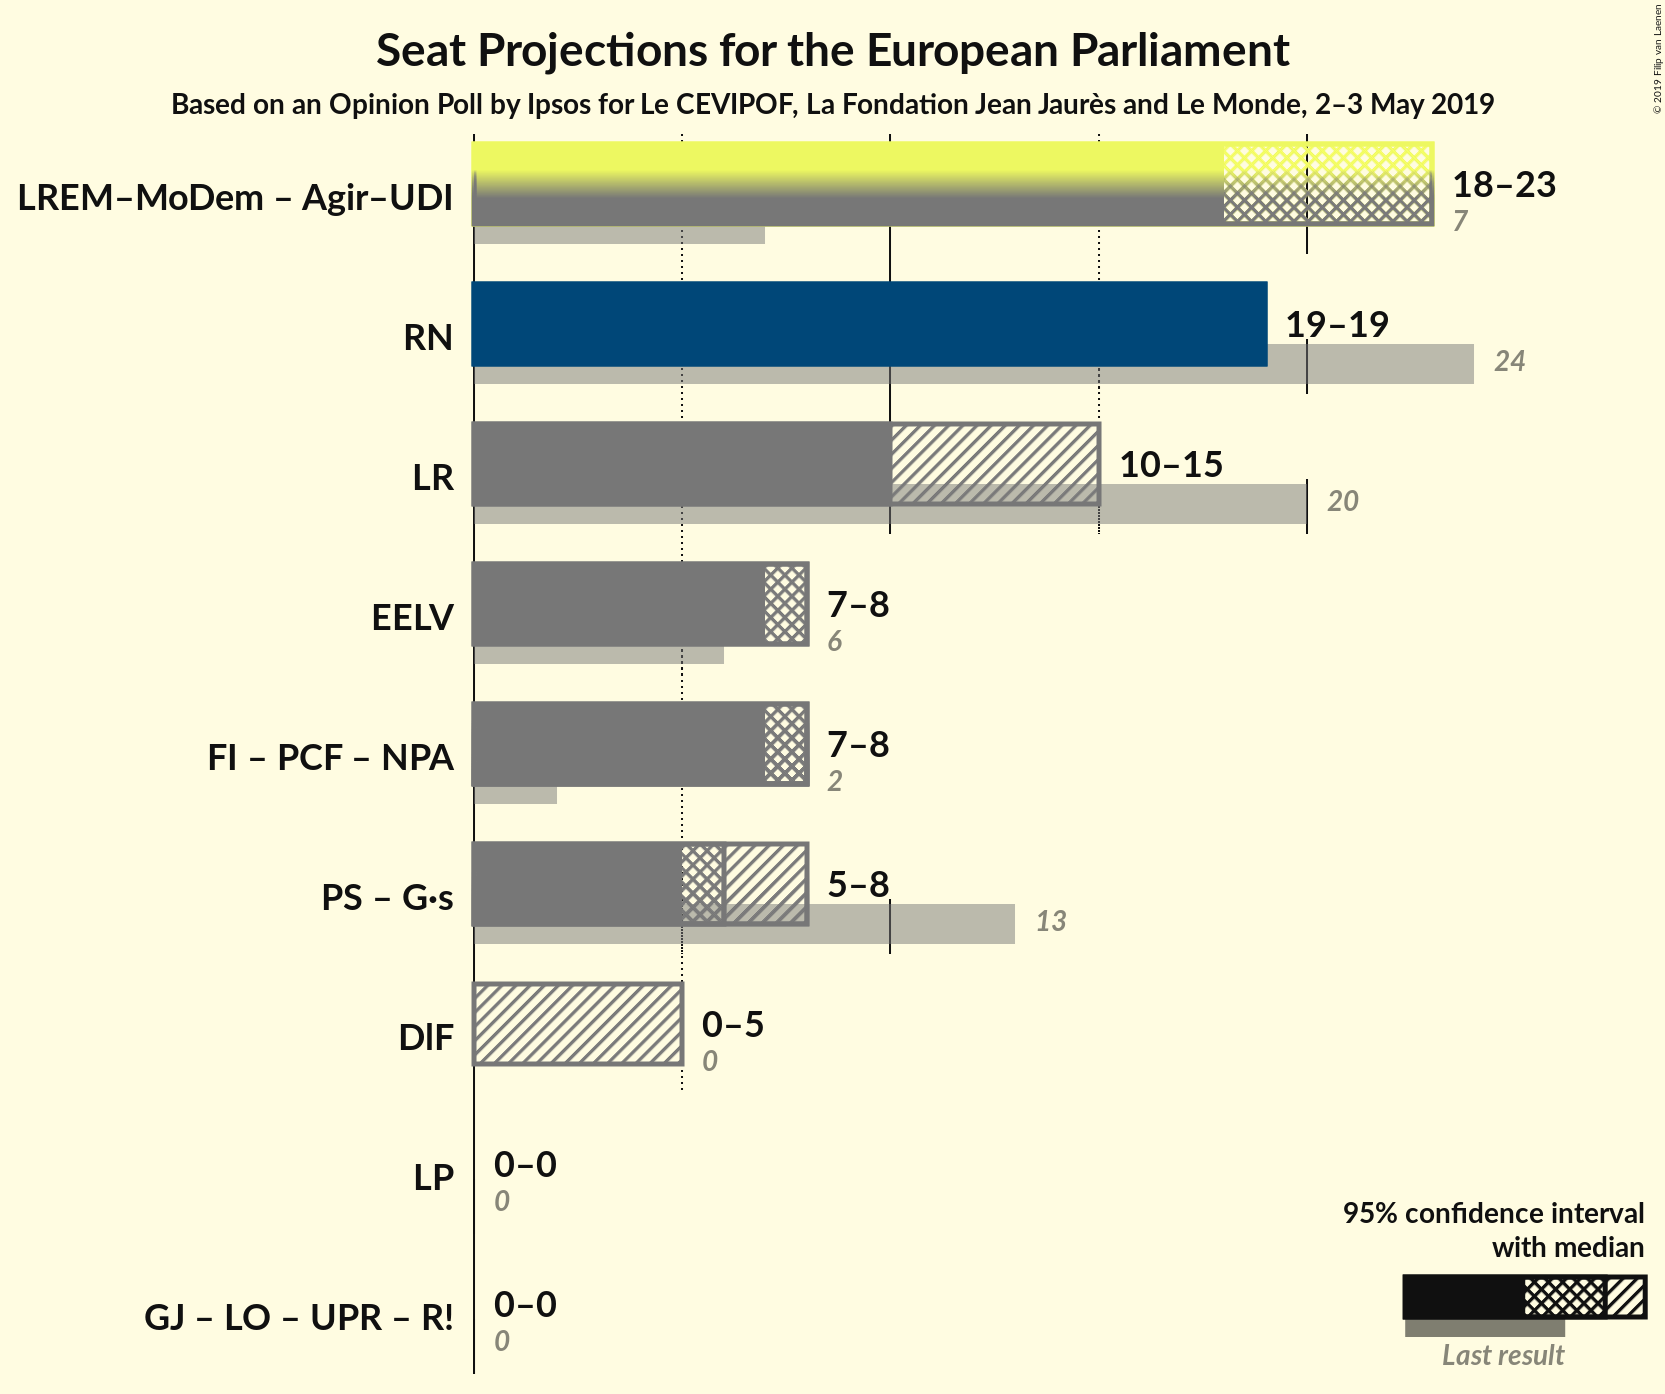 Seat Projections for the European Parliament
Based on an Opinion Poll by Ipsos for Le CEVIPOF, La Fondation Jean Jaurès and Le Monde, 2–3 May 2019
© 2019 Filip van Laenen
LREM–MoDem – Agir–UDI
18–23
7
RN
19–19
24
LR
10–15
20
EELV
7–8
6
FI – PCF – NPA
7–8
2
PS – G·s
5–8
13
DlF
0–5
0
LP
0–0
0
GJ – LO – UPR – R!
0–0
0
95% confidence interval
with median
Last result